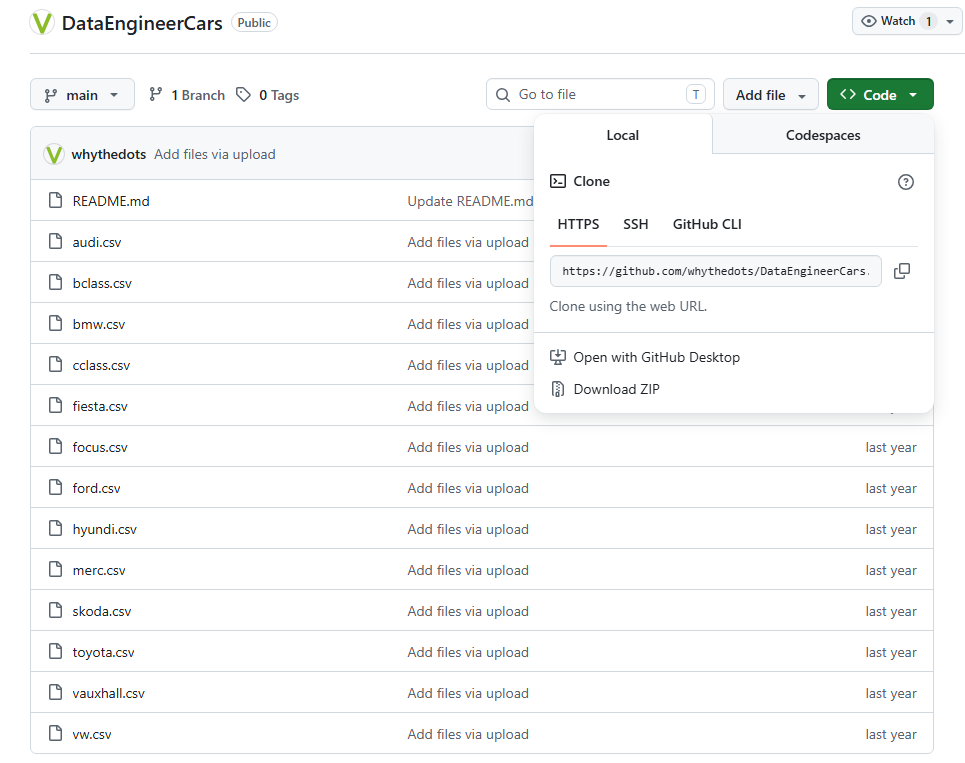 DataEngineerCars Public
Watch 1
main 1 Branch 0 Tags
Go to file T
Add file
<> Code
whythedots Add files via upload
Local Codespaces
Clone
HTTPS SSH GitHub CLI
https://github.com/whythedots/DataEngineerCars.
Clone using the web URL.
Open with GitHub Desktop
Download ZIP
README.md Update README.md
audi.csv Add files via upload
bclass.csv Add files via upload
bmw.csv Add files via upload
cclass.csv Add files via upload
fiesta.csv Add files via upload
focus.csv Add files via upload last year
ford.csv Add files via upload last year
hyundi.csv Add files via upload last year
merc.csv Add files via upload last year
skoda.csv Add files via upload last year
toyota.csv Add files via upload last year
vauxhall.csv Add files via upload last year
vw.csv Add files via upload last year